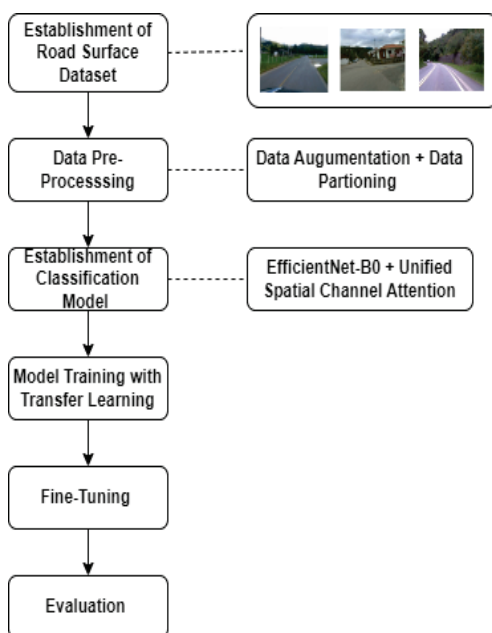 Establishment of
Road Surface
Dataset
Data Pre-
Processsing
Data Augumentation + Data
Partioning
Establishment of
Classification
Model
EfficientNet-B0 + Unified
Spatial Channel Attention
Model Training with
Transfer Learning
Fine-Tuning
Evaluation